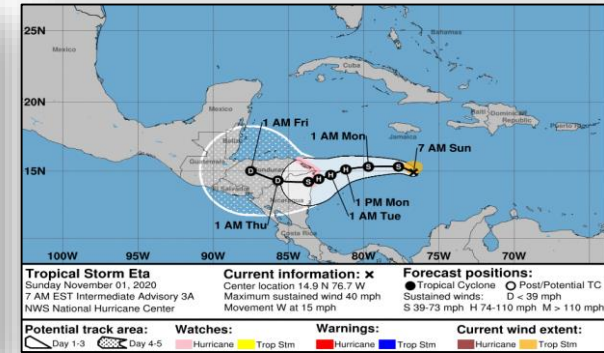 25N
20N
15N
100W
95W
90W
85W
80W
75W
70W
65W
Mexico
Mexico
Bahamas
Cuba
Haiti
Dominican
Republic
Puerto Rico
Jamaica
Belize
Guatemala
Honduras
El Salvador
Nicaragua
Costa Rica
1 AM Fri
1 AM Mon
7 AM Sun
1 PM Mon
1 AM Tue
1 AM Thu
D
D
S
H
H
H
S
S
Tropical Storm Eta
Sunday November 01, 2020
7 AM EST Intermediate Advisory 3A
NWS National Hurricane Center
Current information: ×
Center location 14.9 N 76.7 W
Maximum sustained wind 40 mph
Movement W at 15 mph
Forecast positions:
Tropical Cyclone Post/Potential TC
Sustained winds: D < 39 mph
S 39-73 mph H 74-110 mph M > 110 mph
Potential track area:
Day 1-3 Day 4-5
Watches:
Hurricane Trop Stm
Warnings:
Hurricane Trop Stm
Current wind extent:
Hurricane Trop Stm